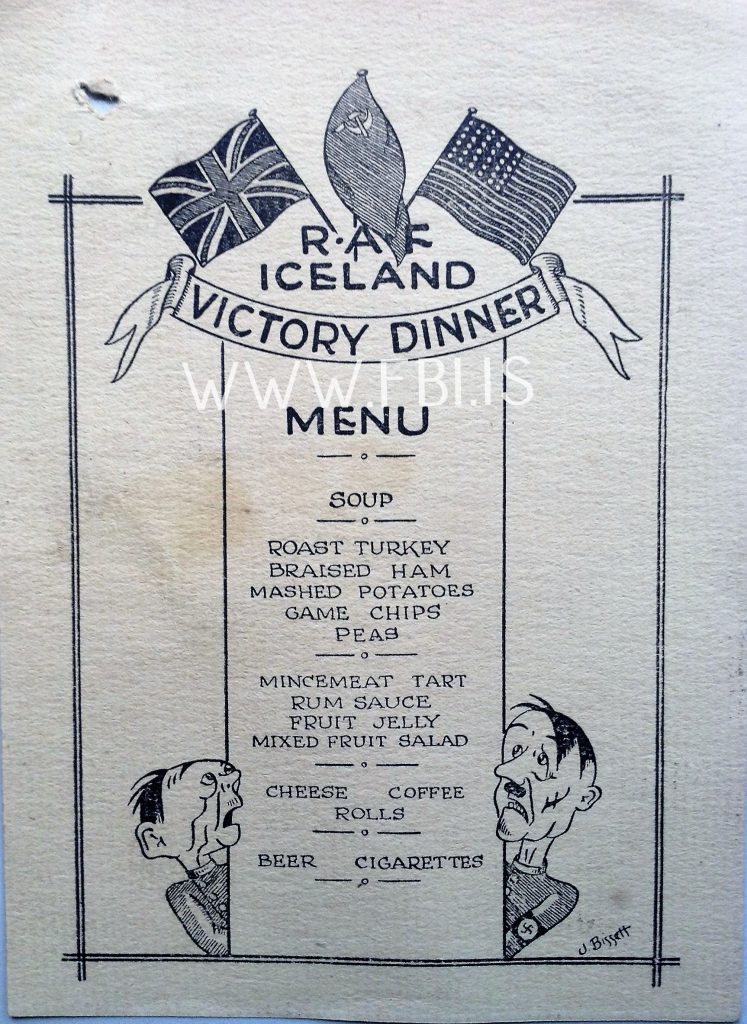 R·A·F
ICELAND
VICTORY DINNER
WWW.FBI.IS
MENU
SOUP
ROAST TURKEY
BRAISED HAM
MASHED POTATOES
GAME CHIPS
PEAS
MINCEMEAT TART
RUM SAUCE
FRUIT JELLY
MIXED FRUIT SALAD
CHEESE COFFEE
ROLLS
BEER CIGARETTES
J. Bissett